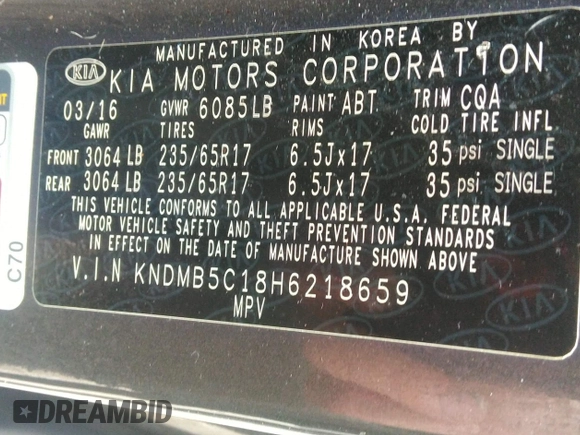 MANUFACTURED IN KOREA BY
KIA KIA MOTORS CORPORATION
03/16 GVWR 6085LB PAINT ABT TRIM CQA
GAWR TIRES RIMS COLD TIRE INFL
FRONT 3064 LB 235/65R17 6.5Jx17 35 psi SINGLE
REAR 3064 LB 235/65R17 6.5Jx17 35 psi SINGLE
THIS VEHICLE CONFORMS TO ALL APPLICABLE U.S.A. FEDERAL
MOTOR VEHICLE SAFETY AND THEFT PREVENTION STANDARDS
IN EFFECT ON THE DATE OF MANUFACTURE SHOWN ABOVE
V.I.N KNDMB5C18H6218659
MPV
C70
DREAMBID